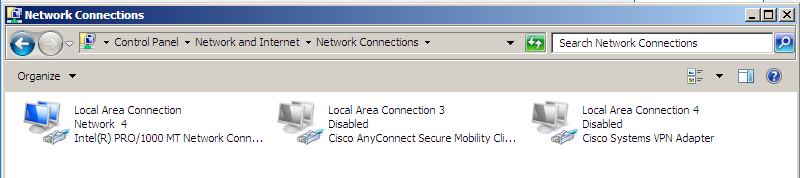 Network Connections
Control Panel Network and Internet Network Connections Search Network Connections
Organize
Local Area Connection
Network 4
Intel(R) PRO/1000 MT Network Conn...
Local Area Connection 3
Disabled
Cisco AnyConnect Secure Mobility Cli...
Local Area Connection 4
Disabled
Cisco Systems VPN Adapter